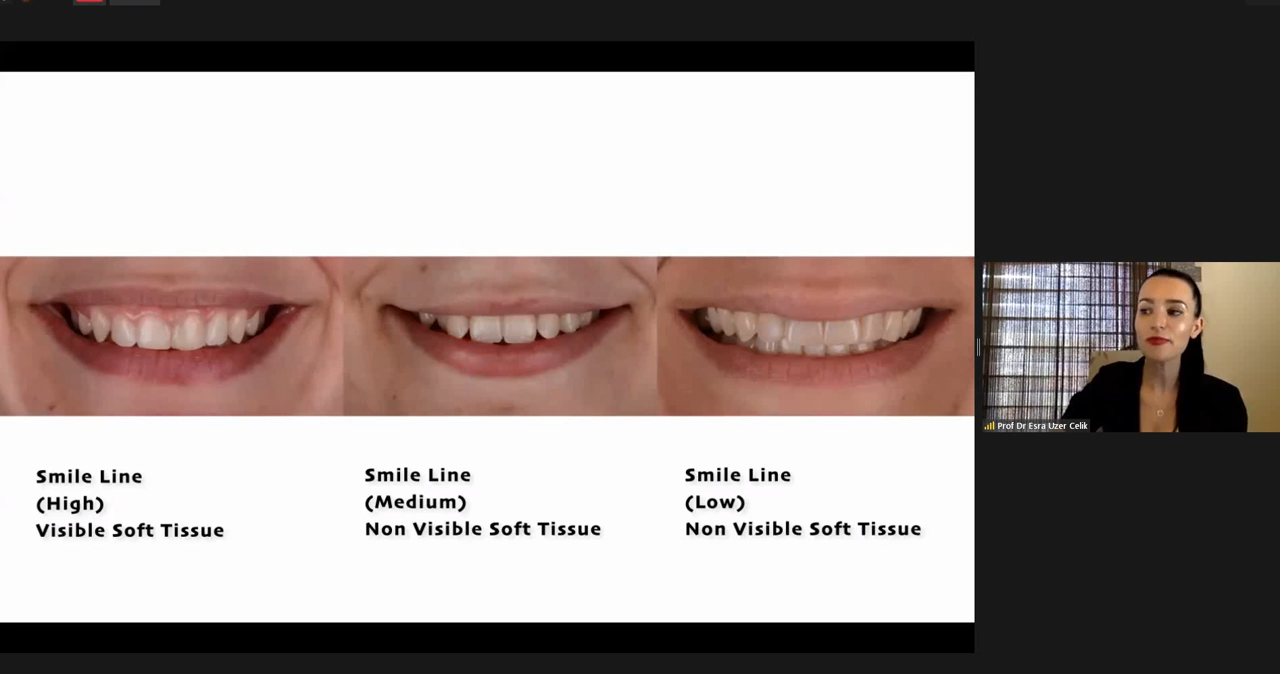 Smile Line
(High)
Visible Soft Tissue
Smile Line
(Medium)
Non Visible Soft Tissue
Smile Line
(Low)
Non Visible Soft Tissue
Prof Dr Esra Uzer Celik